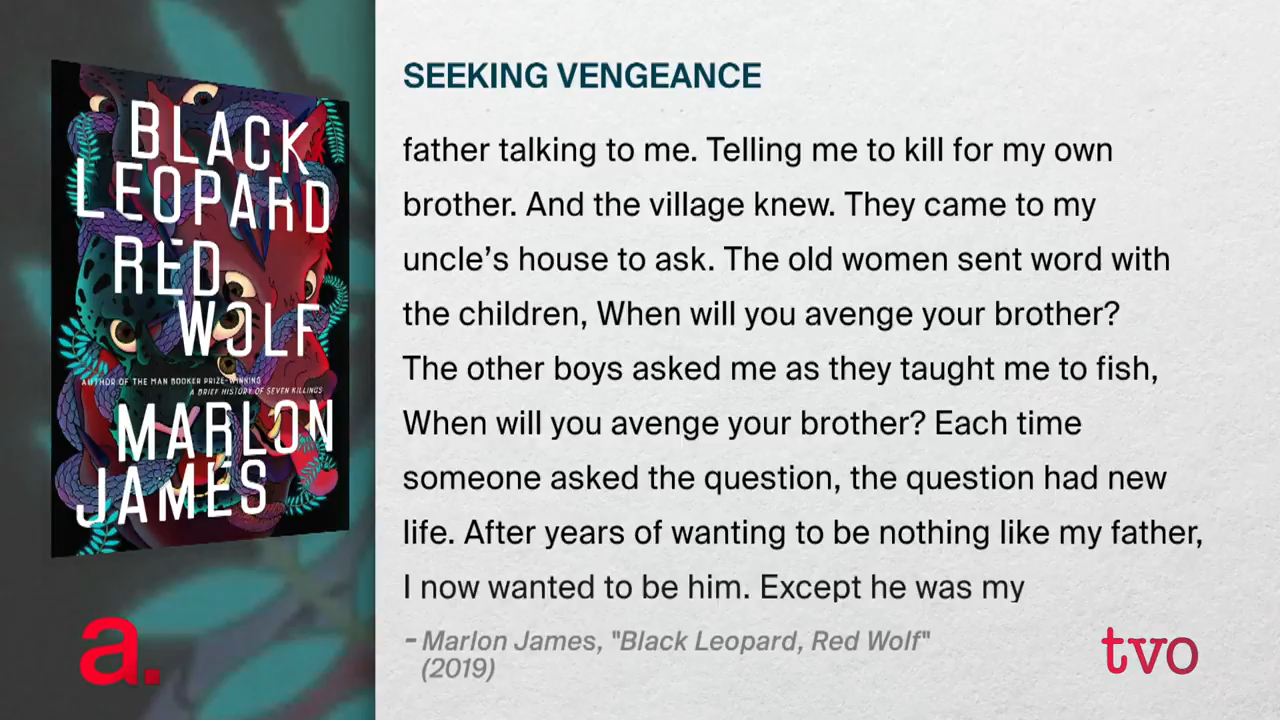 BLACK
LEOPARD
RED
WOLF
AUTHOR OF THE MAN BOOKER PRIZE-WINNING
A BRIEF HISTORY OF SEVEN KILLINGS
MARLON
JAMES
a.
SEEKING VENGEANCE
father talking to me. Telling me to kill for my own
brother. And the village knew. They came to my
uncle’s house to ask. The old women sent word with
the children, When will you avenge your brother?
The other boys asked me as they taught me to fish,
When will you avenge your brother? Each time
someone asked the question, the question had new
life. After years of wanting to be nothing like my father,
I now wanted to be him. Except he was my
– Marlon James, "Black Leopard, Red Wolf"
(2019)
tvo